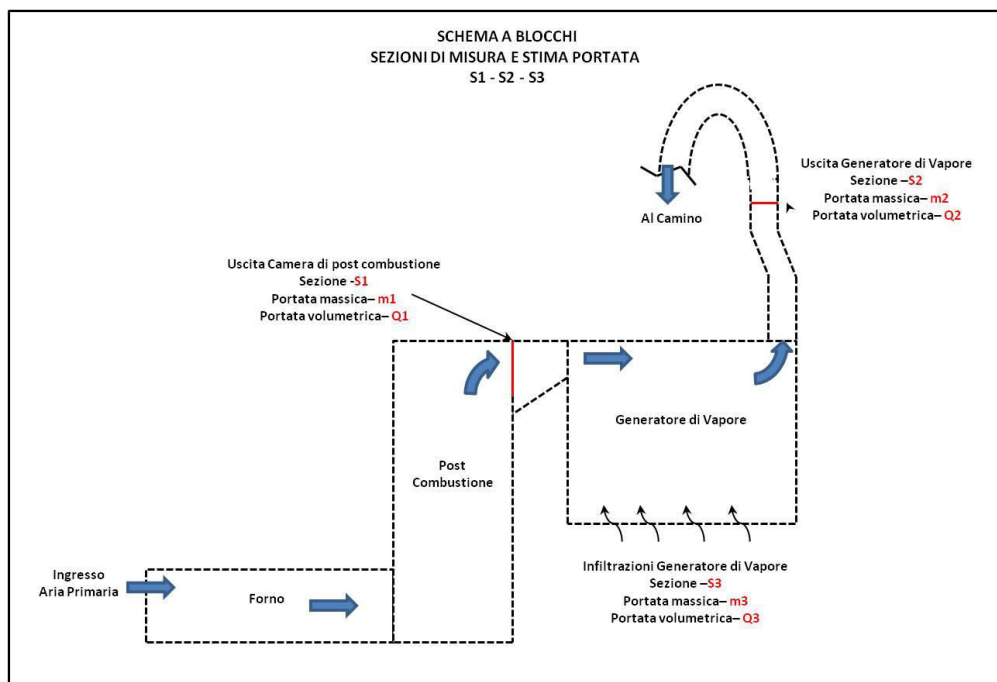 SCHEMA A BLOCCHI
SEZIONI DI MISURA E STIMA PORTATA
S1 - S2 - S3
Uscita Generatore di Vapore
Sezione –S2
Portata massica– m2
Portata volumetrica– Q2
Al Camino
Uscita Camera di post combustione
Sezione -S1
Portata massica– m1
Portata volumetrica– Q1
Generatore di Vapore
Post
Combustione
Infiltrazioni Generatore di Vapore
Sezione –S3
Portata massica– m3
Portata volumetrica– Q3
Ingresso
Aria Primaria
Forno